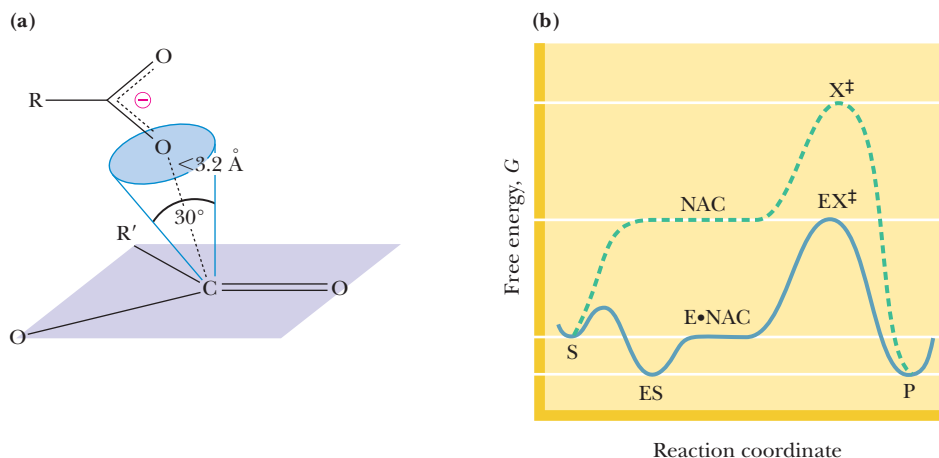 (a)
O
R
⊖
O
<3.2 Å
30°
R′
C
O
O
(b)
X‡
NAC
EX‡
Free energy, G
E•NAC
S
ES
P
Reaction coordinate